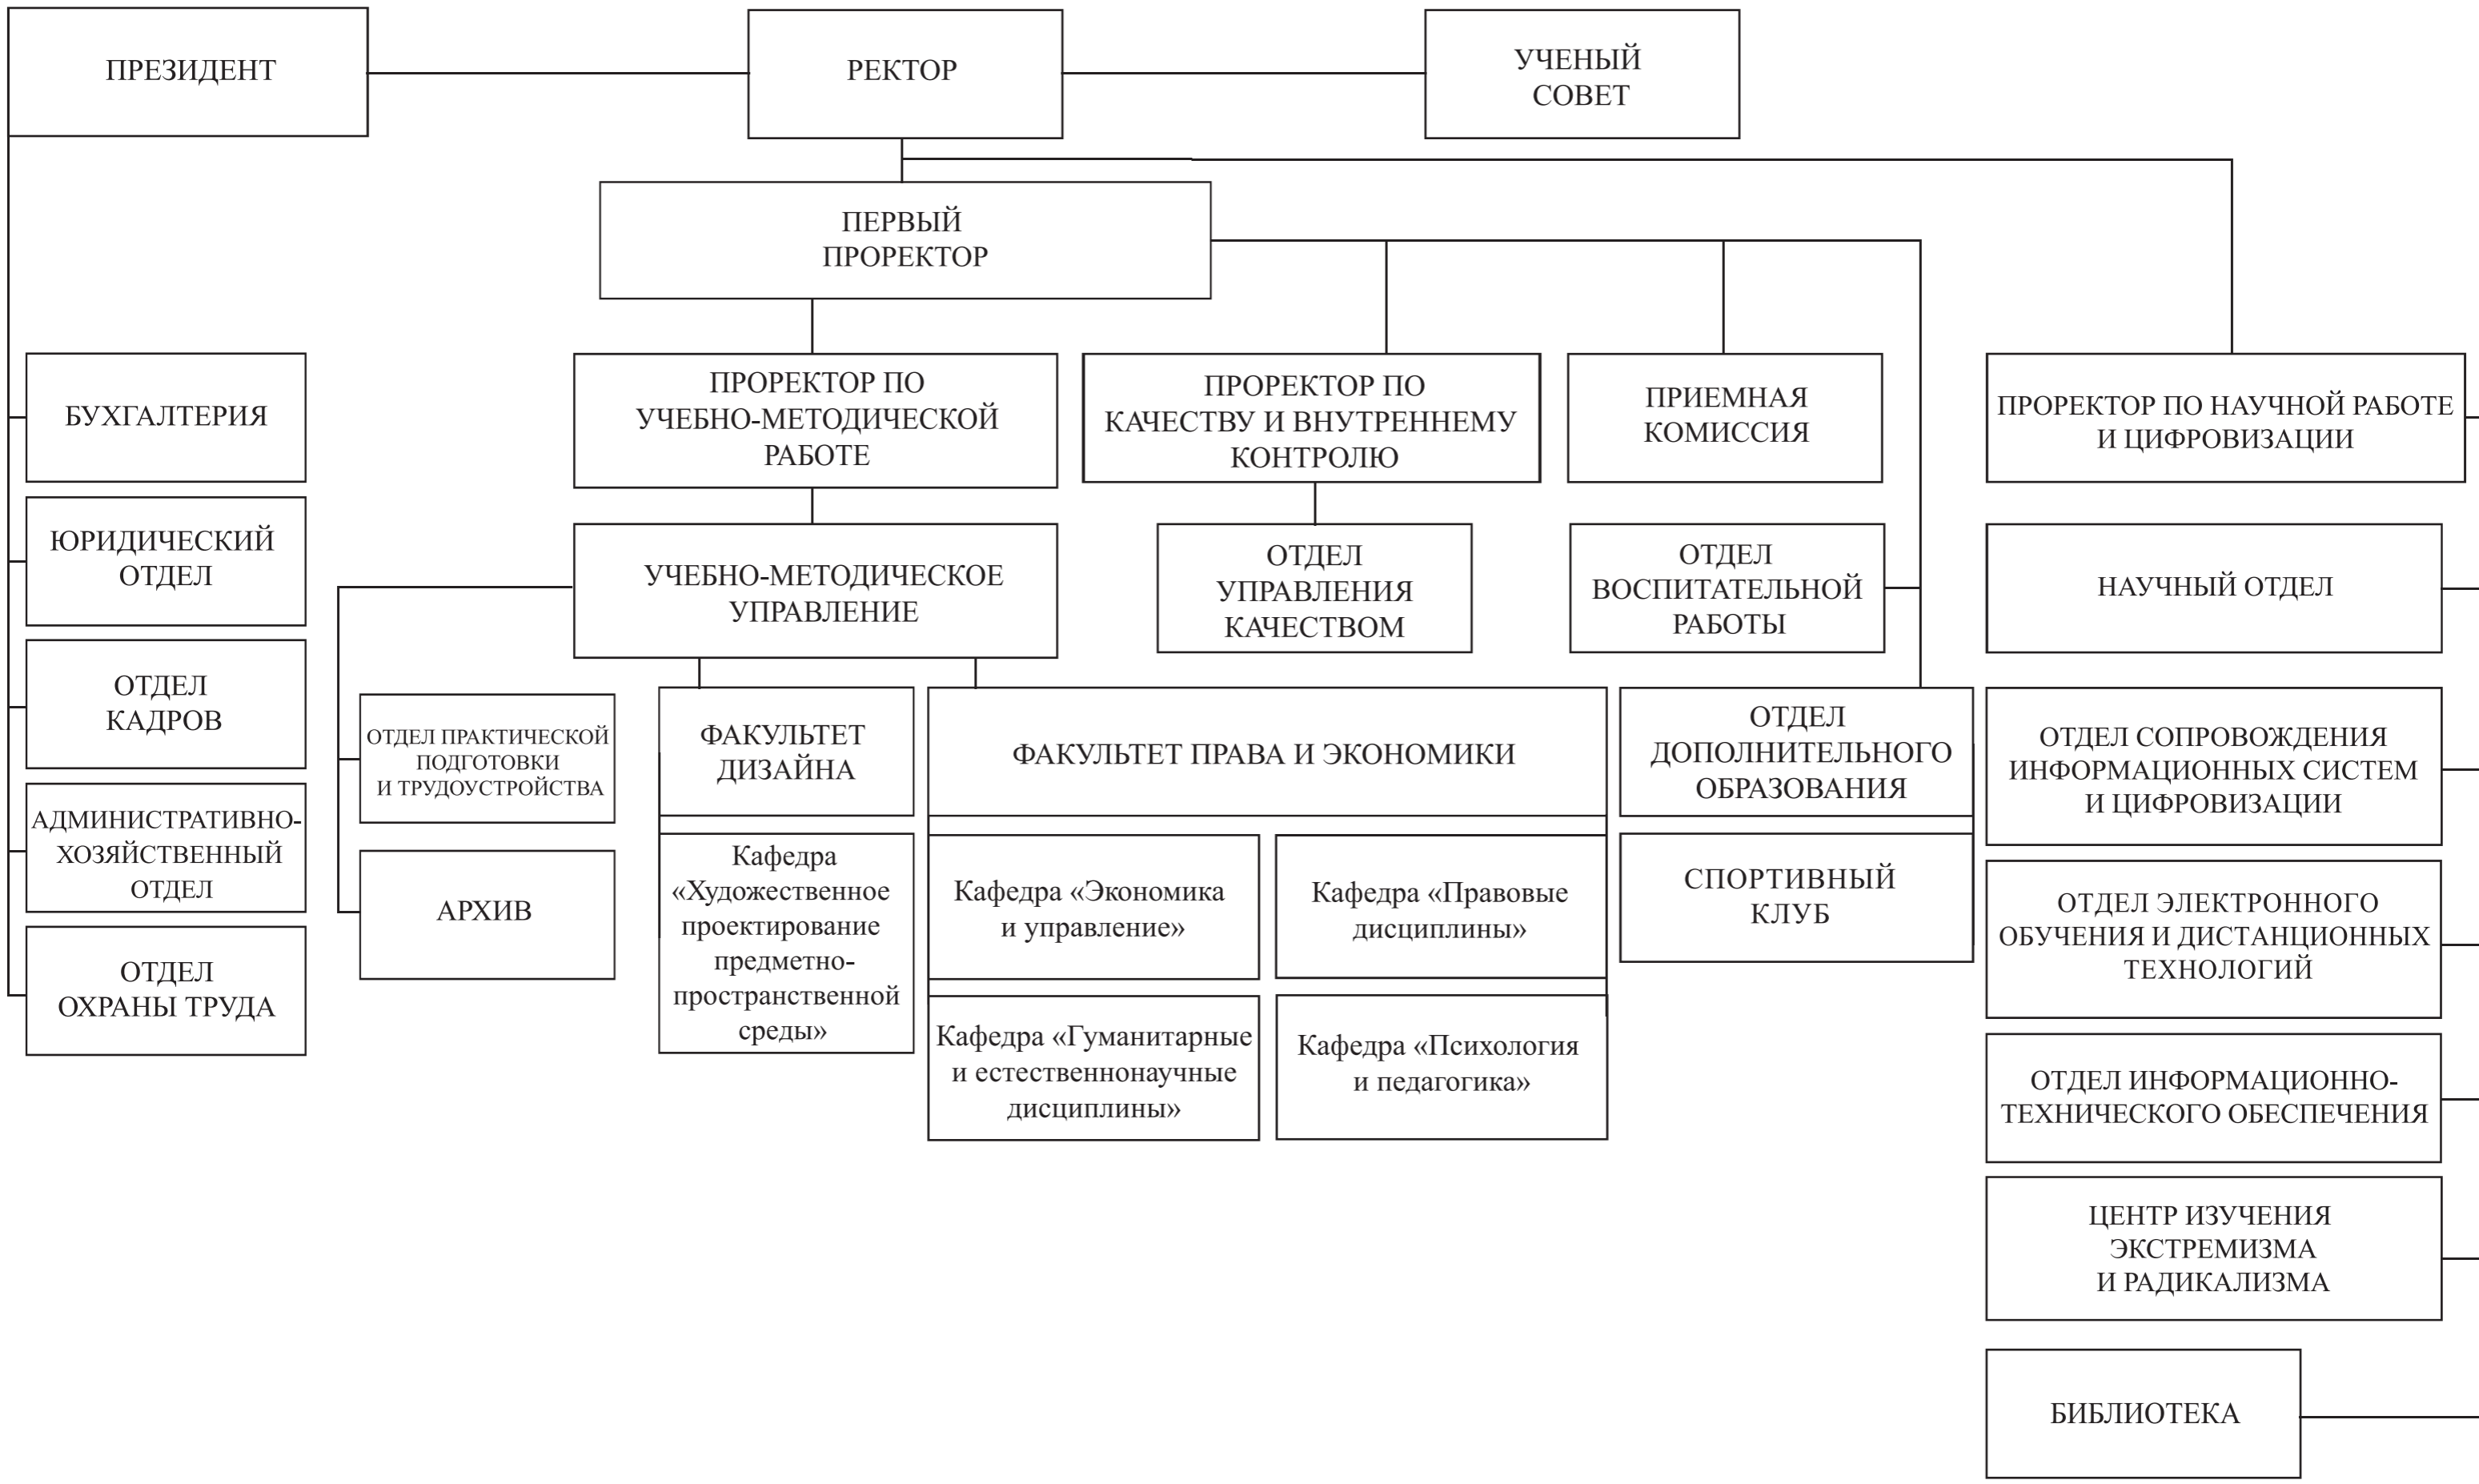 ПРЕЗИДЕНТ
РЕКТОР
УЧЕНЫЙ
СОВЕТ
ПЕРВЫЙ
ПРОРЕКТОР
БУХГАЛТЕРИЯ
ПРОРЕКТОР ПО
УЧЕБНО-МЕТОДИЧЕСКОЙ
РАБОТЕ
ПРОРЕКТОР ПО
КАЧЕСТВУ И ВНУТРЕННЕМУ
КОНТРОЛЮ
ПРИЕМНАЯ
КОМИССИЯ
ПРОРЕКТОР ПО НАУЧНОЙ РАБОТЕ
И ЦИФРОВИЗАЦИИ
ЮРИДИЧЕСКИЙ
ОТДЕЛ
УЧЕБНО-МЕТОДИЧЕСКОЕ
УПРАВЛЕНИЕ
ОТДЕЛ
УПРАВЛЕНИЯ
КАЧЕСТВОМ
ОТДЕЛ
ВОСПИТАТЕЛЬНОЙ
РАБОТЫ
НАУЧНЫЙ ОТДЕЛ
ОТДЕЛ
КАДРОВ
ОТДЕЛ ПРАКТИЧЕСКОЙ
ПОДГОТОВКИ
И ТРУДОУСТРОЙСТВА
ФАКУЛЬТЕТ
ДИЗАЙНА
ФАКУЛЬТЕТ ПРАВА И ЭКОНОМИКИ
ОТДЕЛ
ДОПОЛНИТЕЛЬНОГО
ОБРАЗОВАНИЯ
ОТДЕЛ СОПРОВОЖДЕНИЯ
ИНФОРМАЦИОННЫХ СИСТЕМ
И ЦИФРОВИЗАЦИИ
АДМИНИСТРАТИВНО-
ХОЗЯЙСТВЕННЫЙ
ОТДЕЛ
АРХИВ
Кафедра
«Художественное
проектирование
предметно-
пространственной
среды»
Кафедра «Экономика
и управление»
Кафедра «Правовые
дисциплины»
СПОРТИВНЫЙ
КЛУБ
ОТДЕЛ ЭЛЕКТРОННОГО
ОБУЧЕНИЯ И ДИСТАНЦИОННЫХ
ТЕХНОЛОГИЙ
ОТДЕЛ
ОХРАНЫ ТРУДА
Кафедра «Гуманитарные
и естественнонаучные
дисциплины»
Кафедра «Психология
и педагогика»
ОТДЕЛ ИНФОРМАЦИОННО-
ТЕХНИЧЕСКОГО ОБЕСПЕЧЕНИЯ
ЦЕНТР ИЗУЧЕНИЯ
ЭКСТРЕМИЗМА
И РАДИКАЛИЗМА
БИБЛИОТЕКА